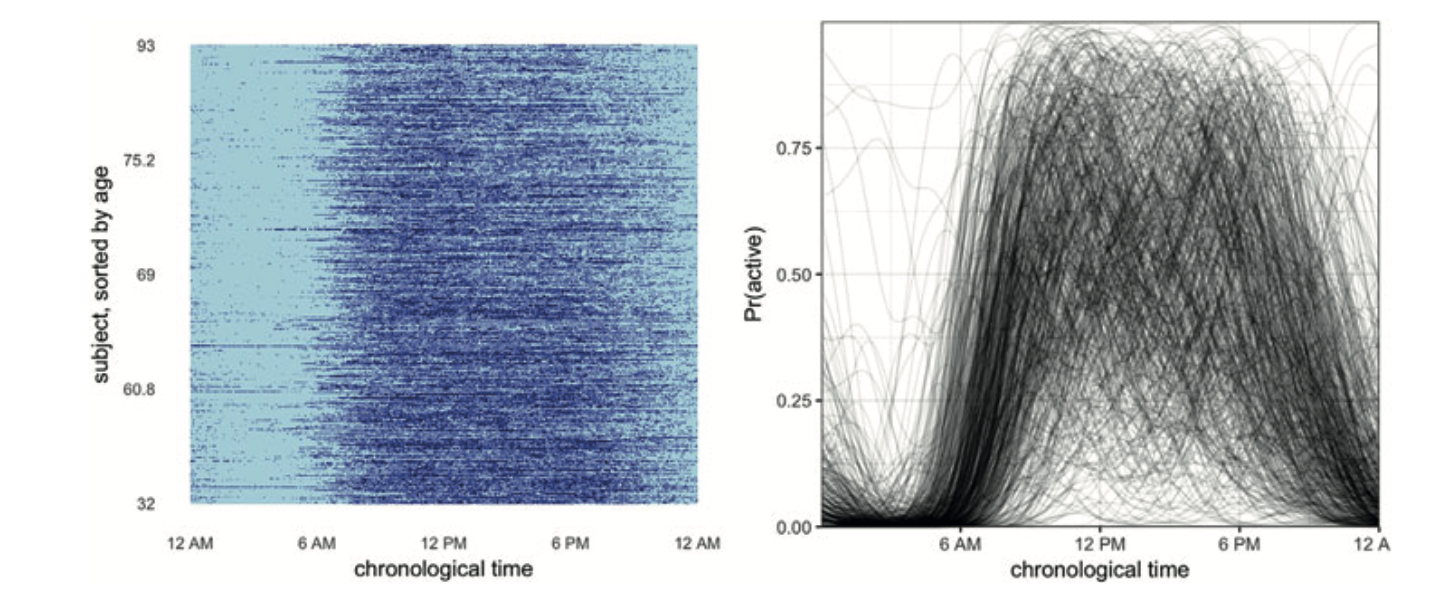 93
75.2
69
60.8
32
subject, sorted by age
12 AM 6 AM 12 PM 6 PM 12 AM
chronological time
0.75
0.50
0.25
0.00
Pr(active)
6 AM 12 PM 6 PM 12 A
chronological time